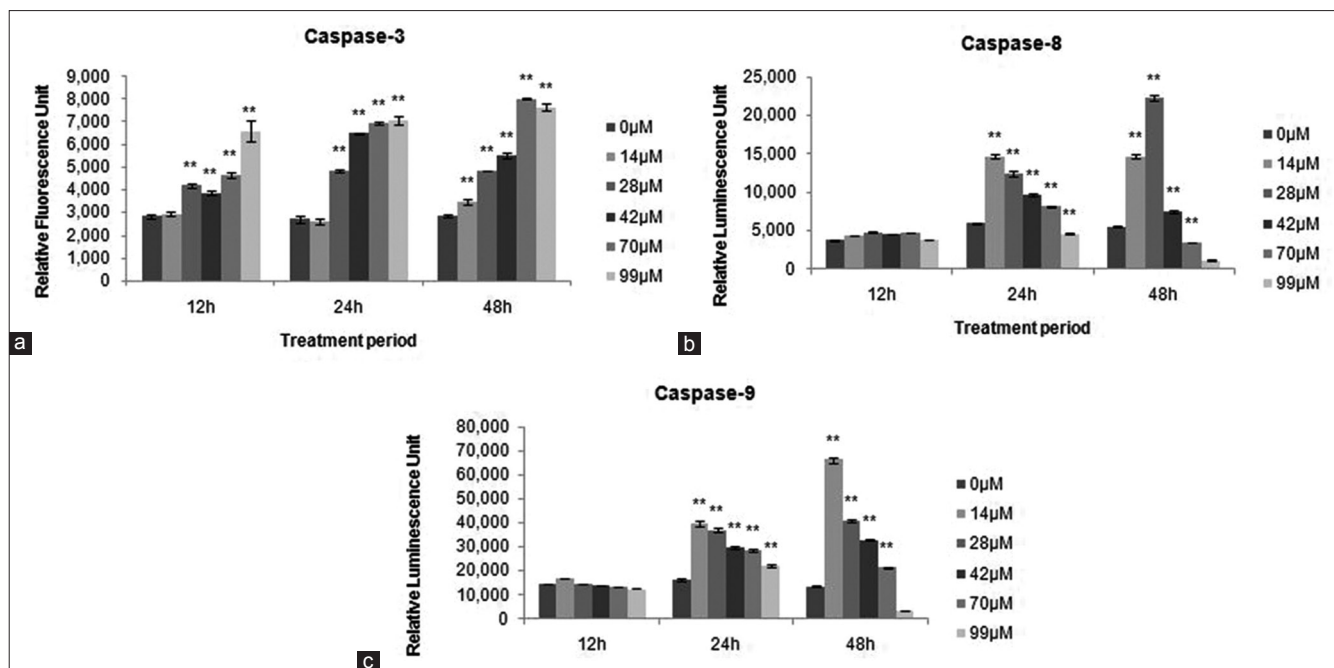 Caspase-3
Relative Fluorescence Unit
9,000
8,000
7,000
6,000
5,000
4,000
3,000
2,000
1,000
0
** ** ** **
** ** ** **
** ** ** ** **
12h 24h 48h
Treatment period
0µM
14µM
28µM
42µM
70µM
99µM
a
Caspase-8
Relative Luminescence Unit
25,000
20,000
15,000
10,000
5,000
0
** ** ** ** **
** ** ** **
12h 24h 48h
Treatment period
0µM
14µM
28µM
42µM
70µM
99µM
b
Caspase-9
Relative Luminescence Unit
80,000
70,000
60,000
50,000
40,000
30,000
20,000
10,000
0
** ** ** ** **
** ** ** **
12h 24h 48h
0µM
14µM
28µM
42µM
70µM
99µM
c